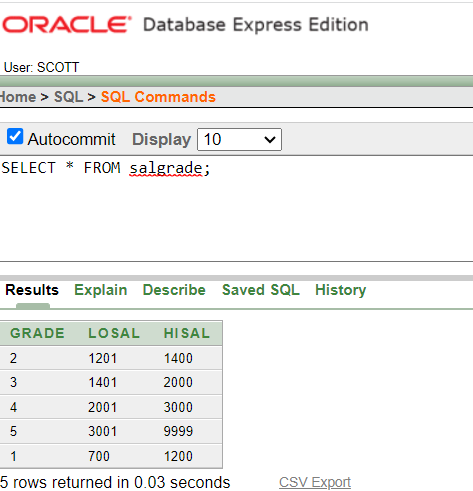 ORACLE® Database Express Edition
User: SCOTT
Home > SQL > SQL Commands
Autocommit Display 10
SELECT * FROM salgrade;
Results Explain Describe Saved SQL History
GRADE LOSAL HISAL
2 1201 1400
3 1401 2000
4 2001 3000
5 3001 9999
1 700 1200
5 rows returned in 0.03 seconds CSV Export